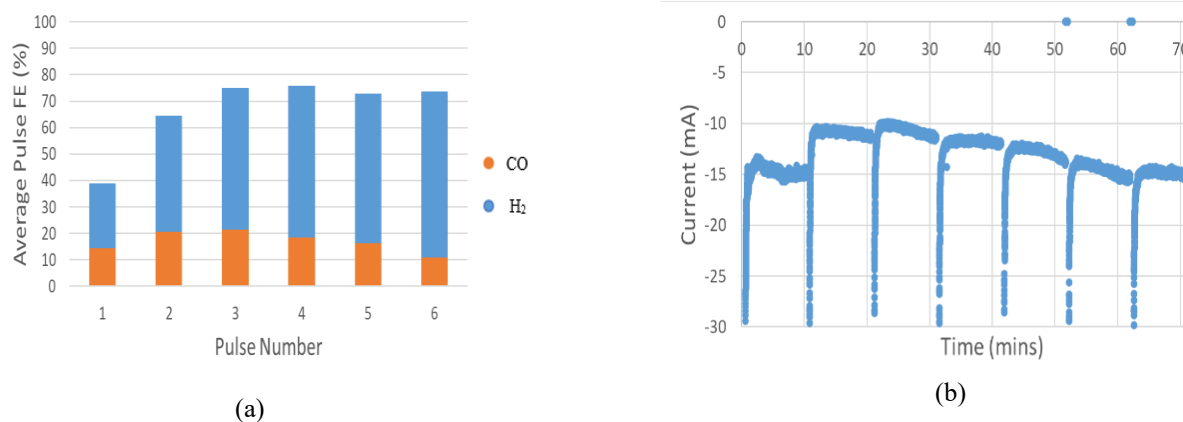 100
90
80
70
60
50
40
30
20
10
0
Average Pulse FE (%)
1 2 3 4 5 6
Pulse Number
CO
H₂
(a)
0
-5
-10
-15
-20
-25
-30
Current (mA)
0 10 20 30 40 50 60 70
Time (mins)
(b)